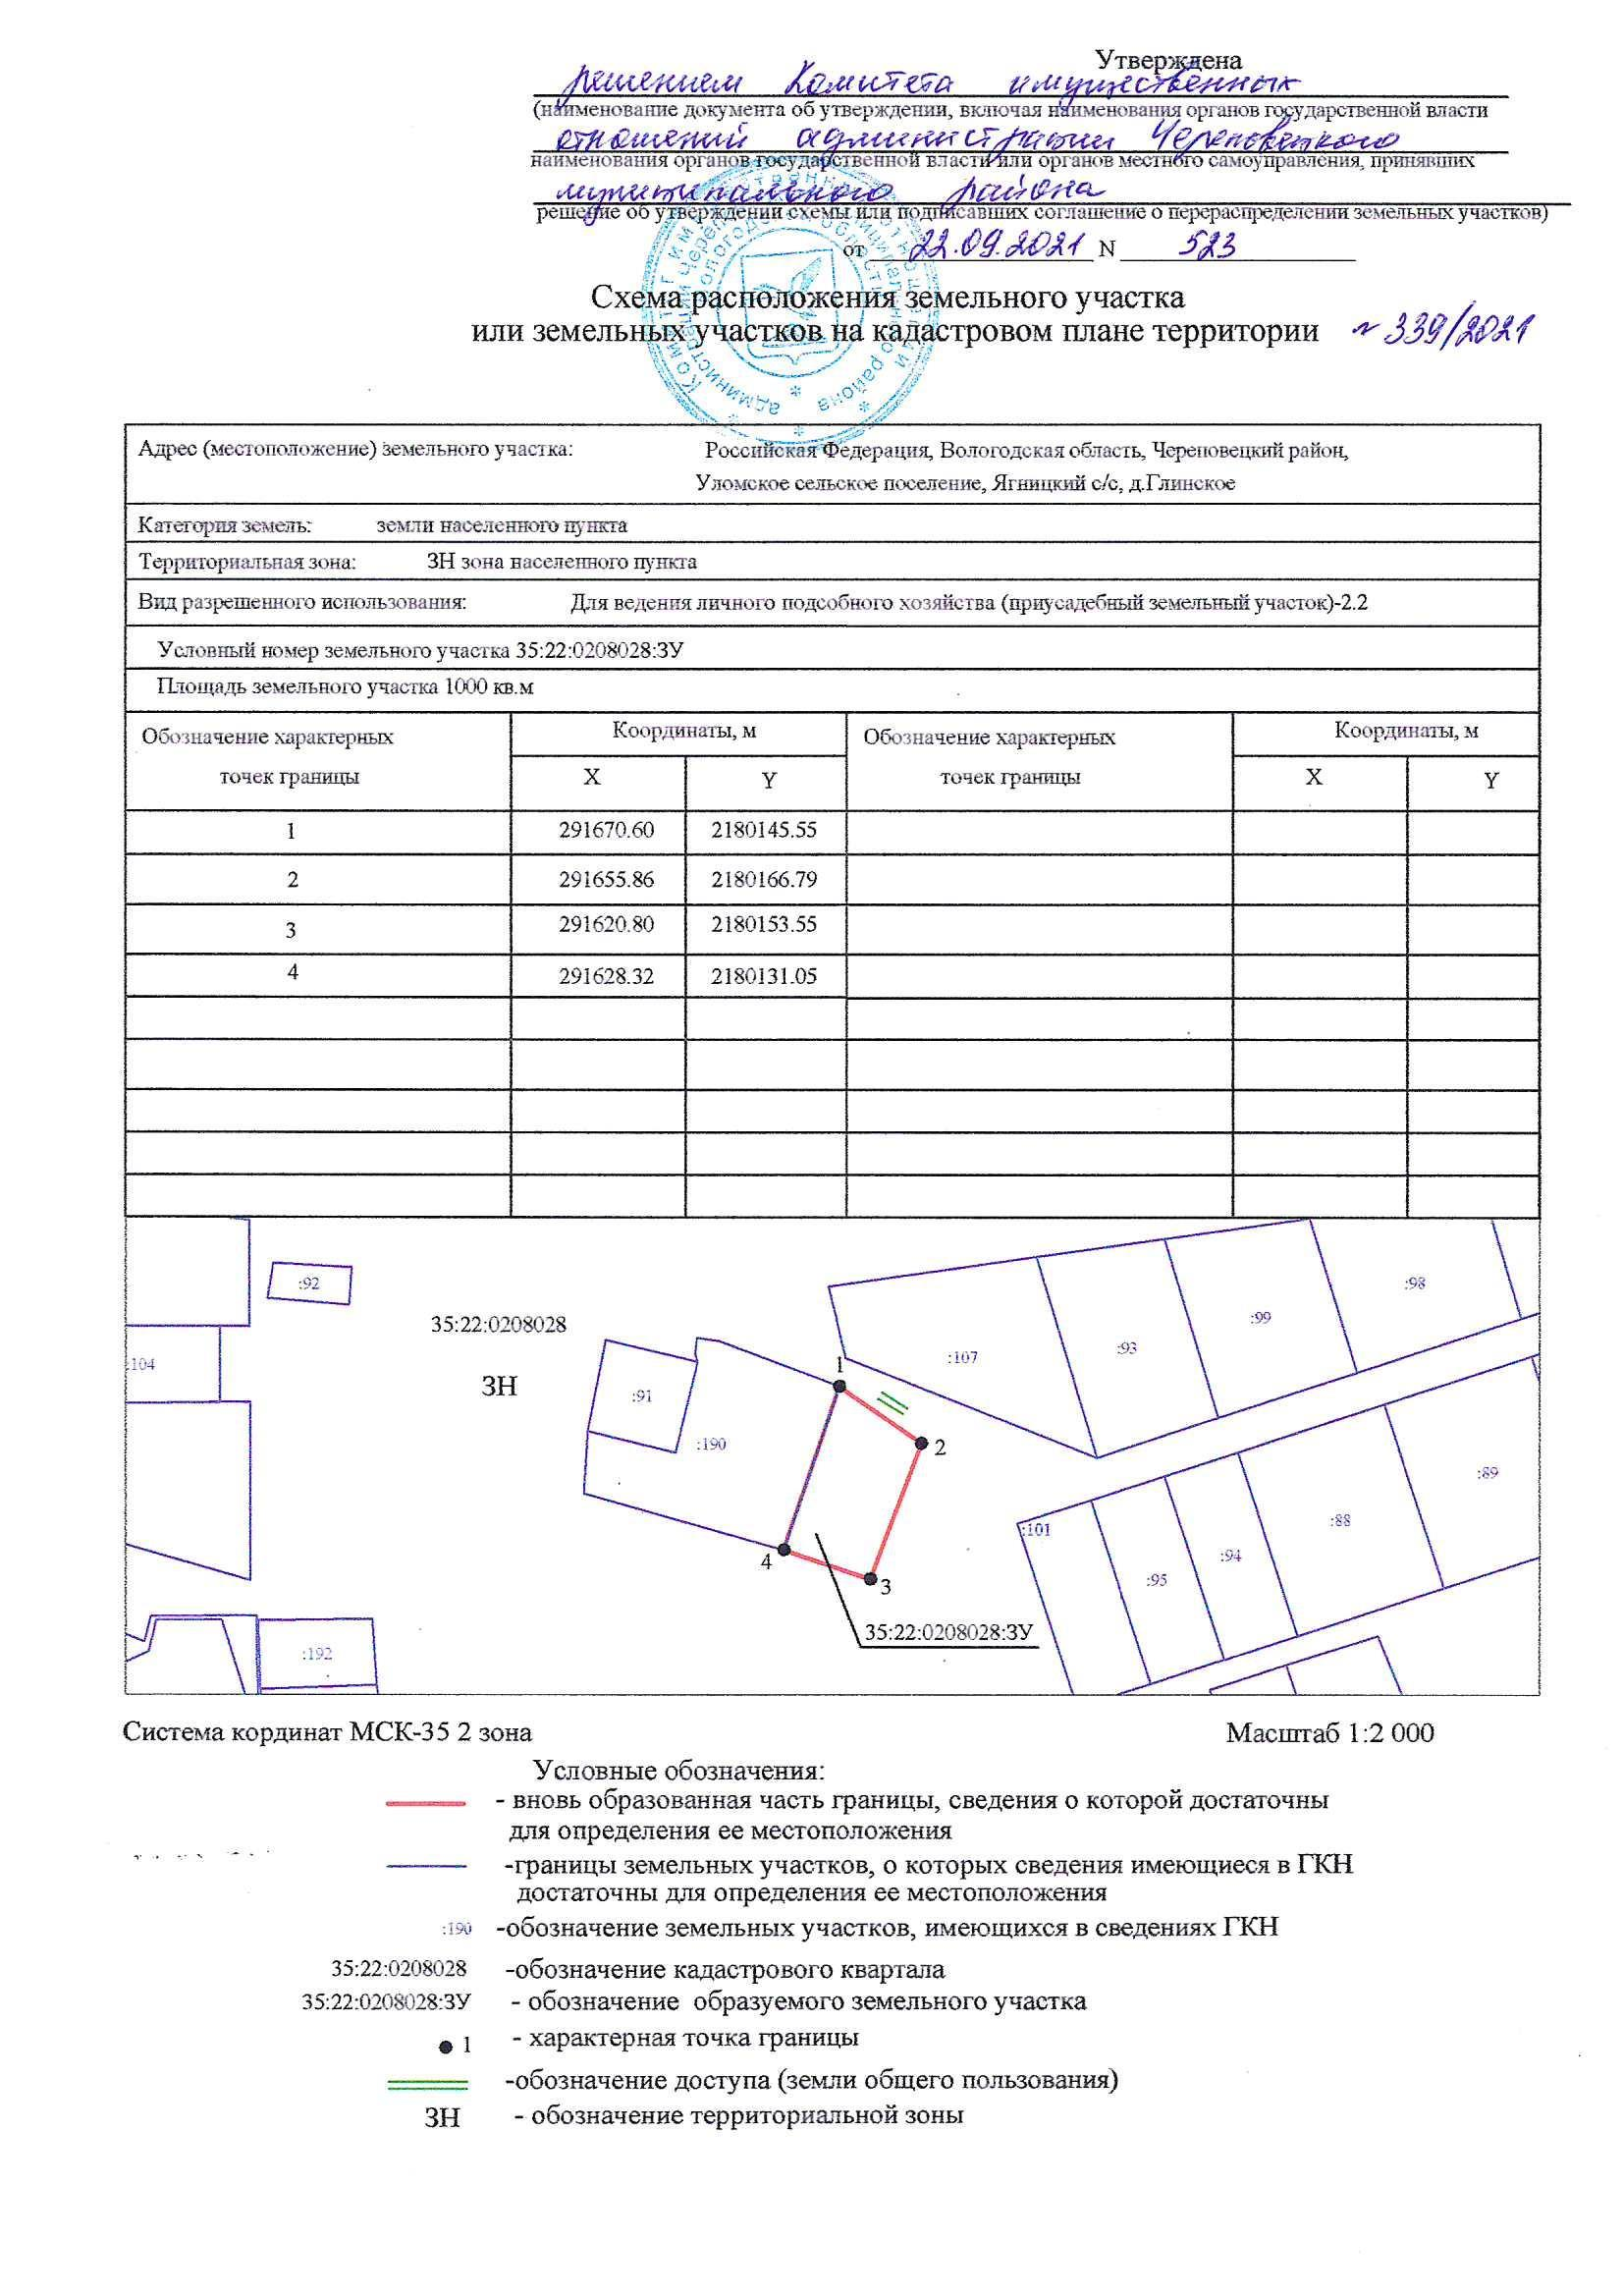 Утверждена
решением Комитета имущественных
(наименование документа об утверждении, включая наименования органов государственной власти
отношений администрации Череповецкого
наименования органов государственной власти или органов местного самоуправления, принявших
муниципального района
решение об утверждении схемы или подписавших соглашение о перераспределении земельных участков)
от 22.09.2021 N 523
Схема расположения земельного участка
или земельных участков на кадастровом плане территории № 339/2021
Адрес (местоположение) земельного участка: Российская Федерация, Вологодская область, Череповецкий район,
Уломское сельское поселение, Ягницкий с/с, д.Глинское
Категория земель: земли населенного пункта
Территориальная зона: ЗН зона населенного пункта
Вид разрешенного использования: Для ведения личного подсобного хозяйства (приусадебный земельный участок)-2.2
Условный номер земельного участка 35:22:0208028:ЗУ
Площадь земельного участка 1000 кв.м
Обозначение характерных Координаты, м Обозначение характерных Координаты, м
точек границы X Y точек границы X Y
1 291670.60 2180145.55
2 291655.86 2180166.79
3 291620.80 2180153.55
4 291628.32 2180131.05
:92
:98
:99
35:22:0208028
:93
:107
:104
1
ЗН
:91
:190
2
:89
:88
:101
:94
4
:95
3
35:22:0208028:ЗУ
:192
Система кординат МСК-35 2 зона Масштаб 1:2 000
Условные обозначения:
- вновь образованная часть границы, сведения о которой достаточны
для определения ее местоположения
-границы земельных участков, о которых сведения имеющиеся в ГКН
достаточны для определения ее местоположения
:190 -обозначение земельных участков, имеющихся в сведениях ГКН
35:22:0208028 -обозначение кадастрового квартала
35:22:0208028:ЗУ - обозначение образуемого земельного участка
1 - характерная точка границы
-обозначение доступа (земли общего пользования)
ЗН - обозначение территориальной зоны